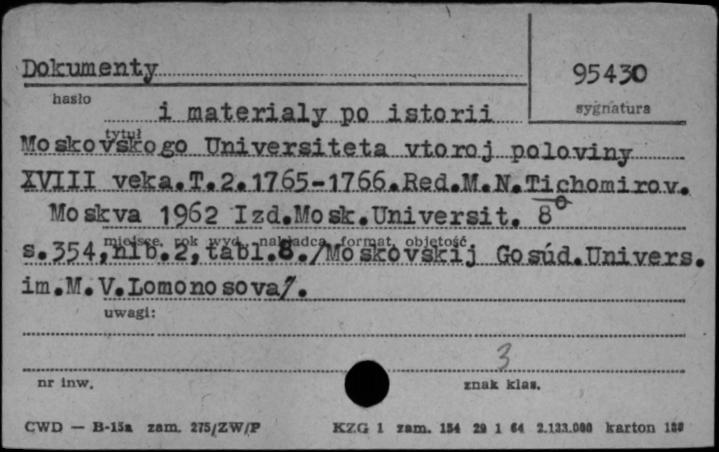 Dokumenty 95430
hasło sygnatura
i materialy po istorii
tytuł
Moskovskogo Universiteta vtoroj poloviny
XVIII veka.T.2.1765-1766.Red.M.N.Tichomirov.
Moskva 1962 Izd.Mosk.Universit. 8°
miejsce, rok wyd., nakładca, format, objętość
s.354,nlb.2,tabl.8./Moskovskij Gosúd.Univers.
im.M.V.Lomonosova/.
uwagi:
3
nr inw. znak klas.
CWD — B-15a zam. 275/ZW/P KZG 1 zam. 154 29 1 64 2.133.000 karton